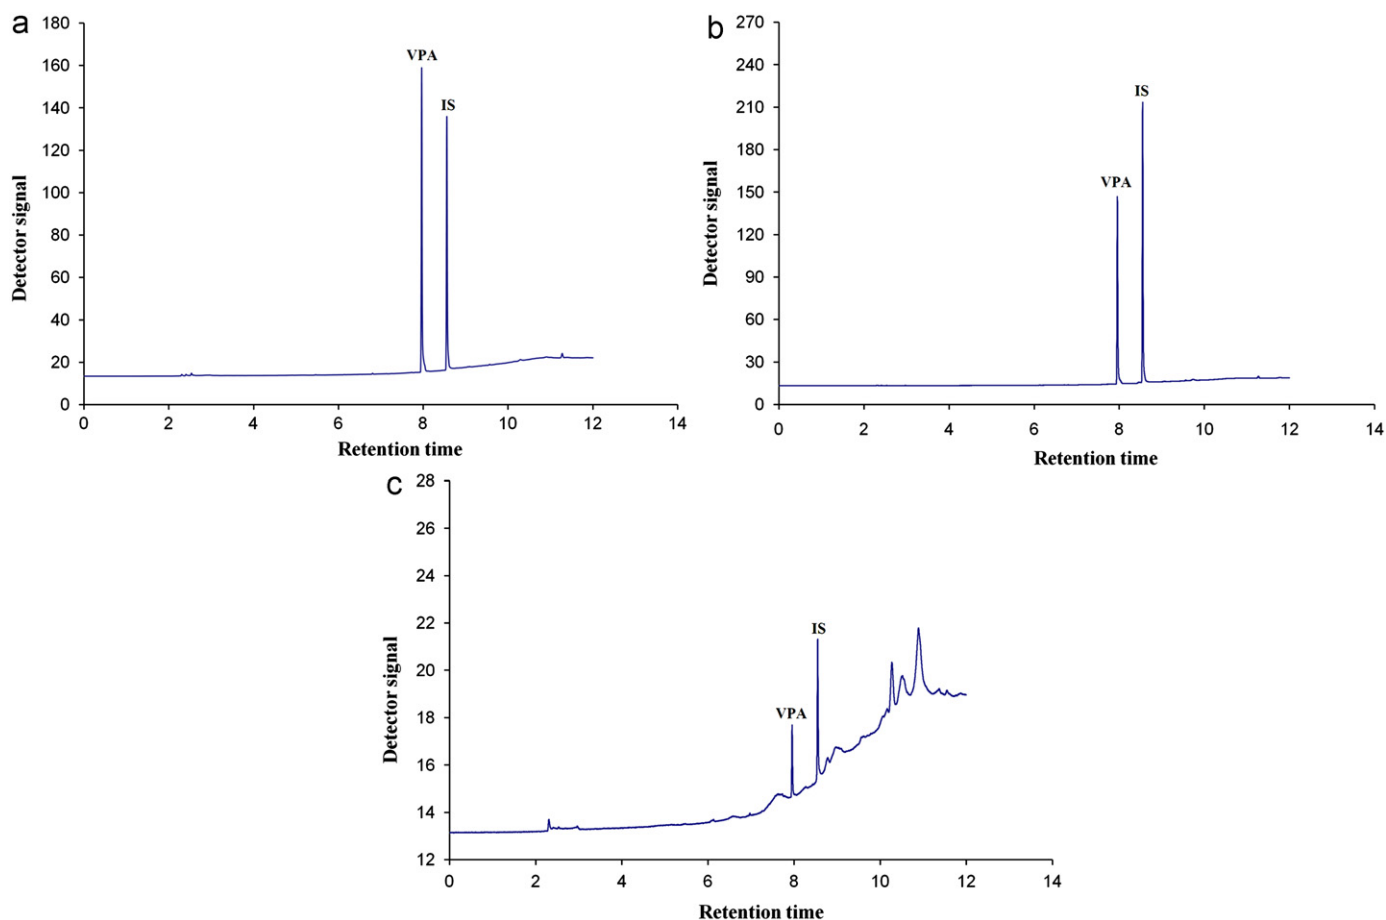 a
180
160
140
120
100
80
60
40
20
0
Detector signal
VPA
IS
0 2 4 6 8 10 12 14
Retention time
b
270
240
210
180
150
120
90
60
30
0
Detector signal
VPA
IS
0 2 4 6 8 10 12 14
Retention time
c
28
26
24
22
20
18
16
14
12
Detector signal
VPA
IS
0 2 4 6 8 10 12 14
Retention time